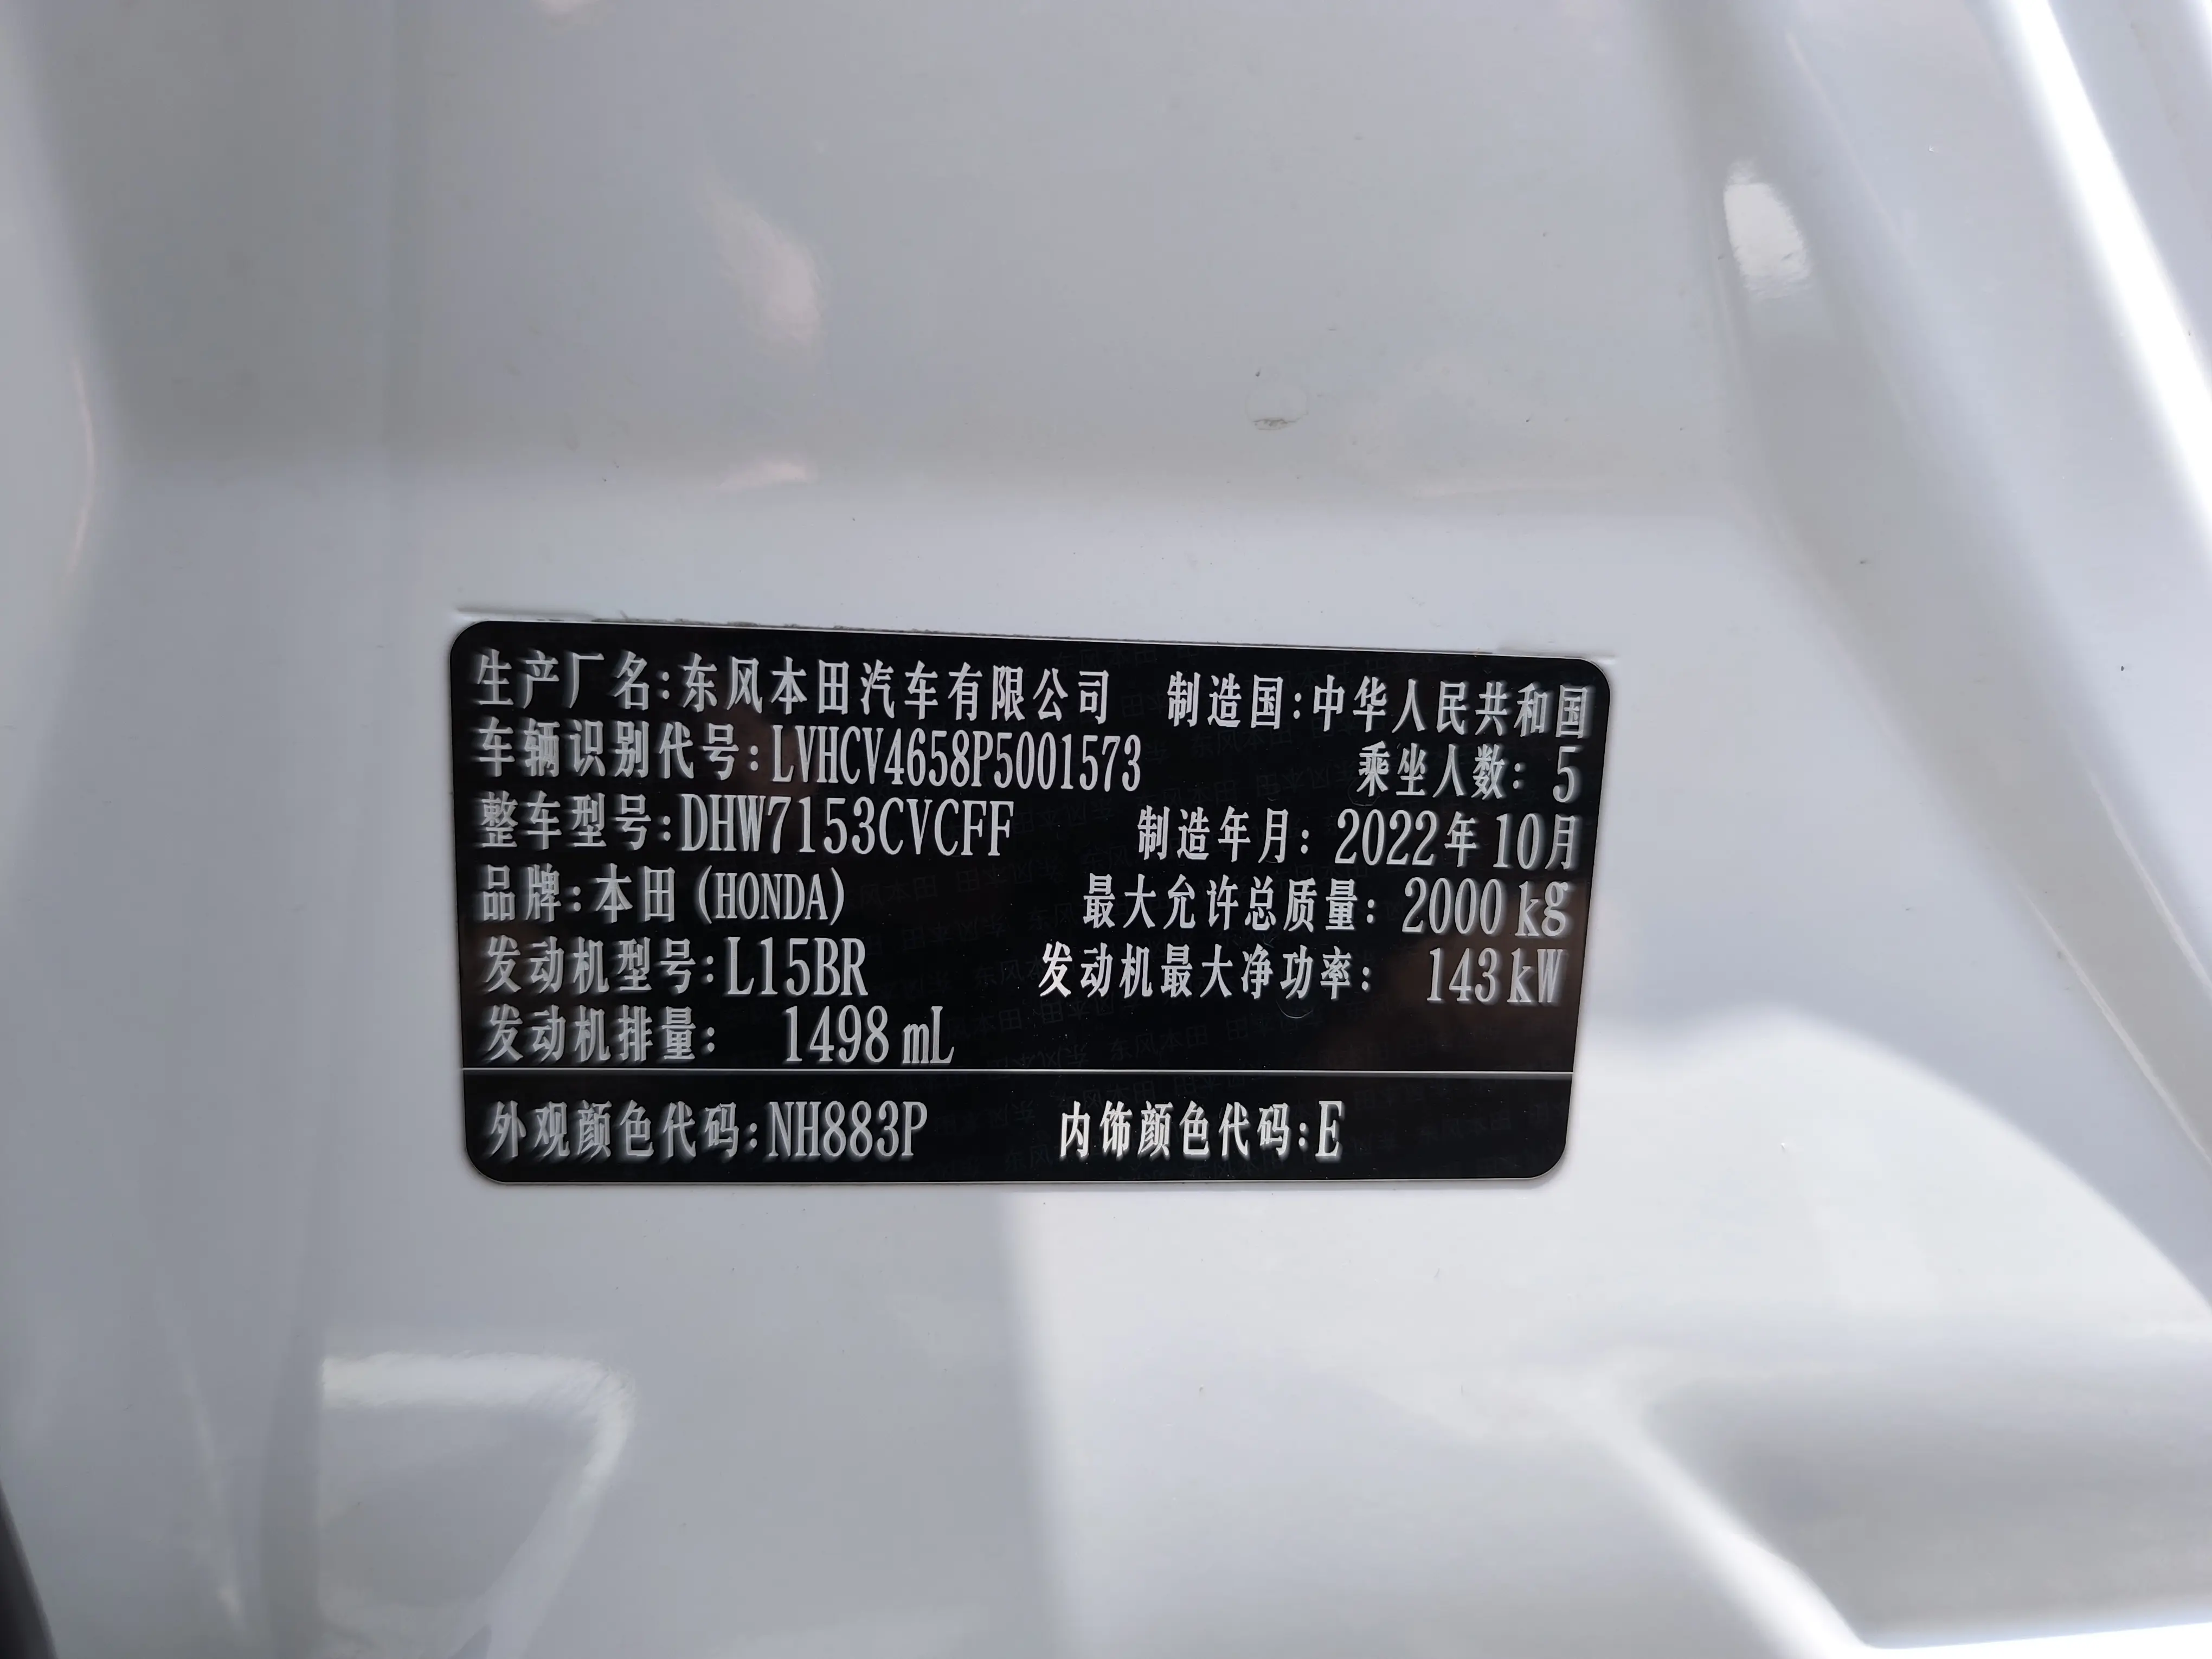 生产厂名:东风本田汽车有限公司 制造国:中华人民共和国
车辆识别代号:LVHCV4658P5001573 乘坐人数: 5
整车型号:DHW7153CVCFF 制造年月: 2022年10月
品牌:本田 (HONDA) 最大允许总质量: 2000 kg
发动机型号:L15BR 发动机最大净功率: 143kW
发动机排量: 1498 mL
外观颜色代码:NH883P 内饰颜色代码:E